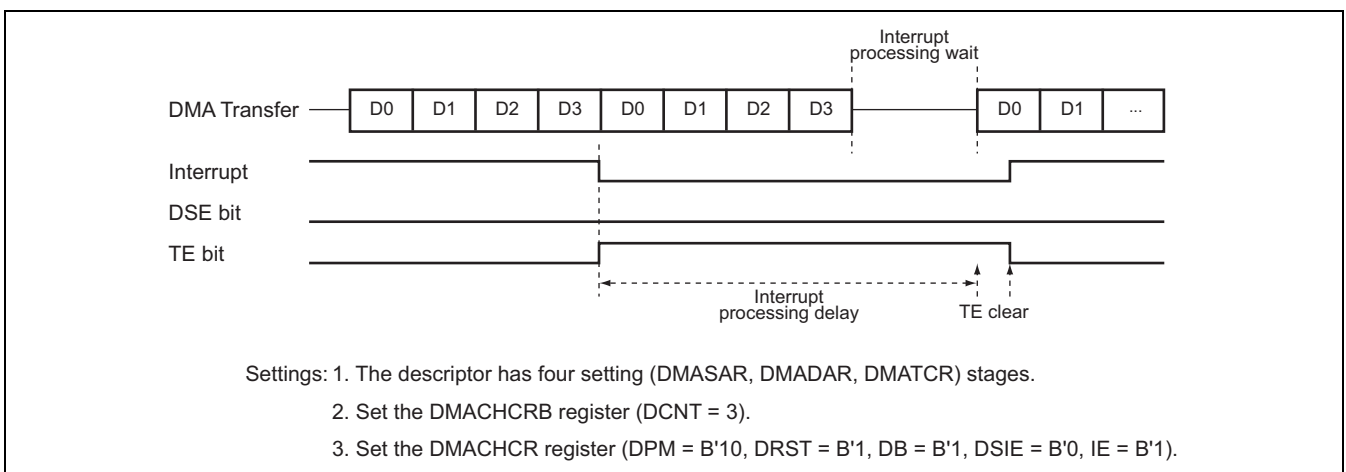 Interrupt
processing wait
DMA Transfer D0 D1 D2 D3 D0 D1 D2 D3 D0 D1 ...
Interrupt
DSE bit
TE bit
Interrupt
processing delay
TE clear
Settings: 1. The descriptor has four setting (DMASAR, DMADAR, DMATCR) stages.
2. Set the DMACHCRB register (DCNT = 3).
3. Set the DMACHCR register (DPM = B'10, DRST = B'1, DB = B'1, DSIE = B'0, IE = B'1).